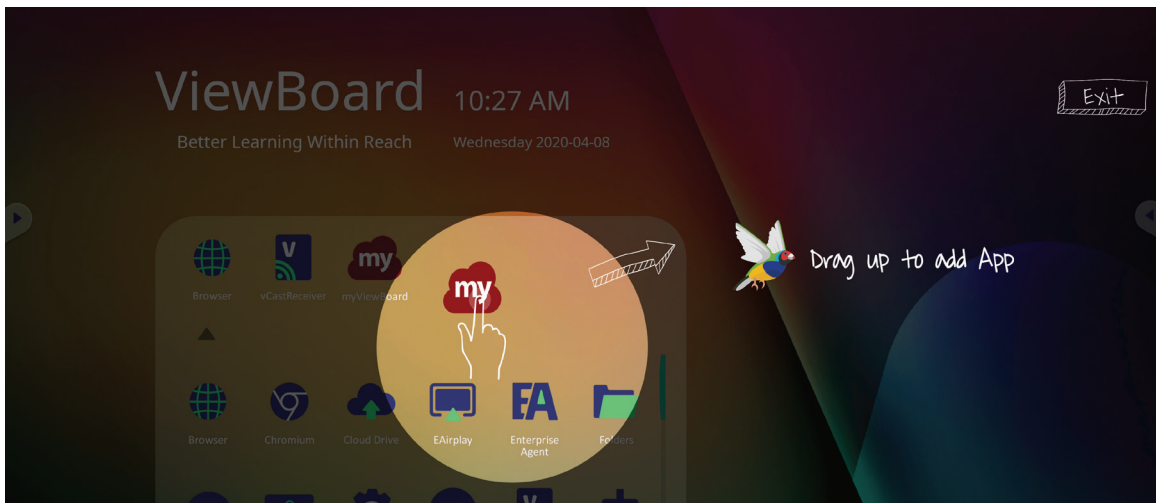 ViewBoard
10:27 AM
Exit
Better Learning Within Reach
Wednesday 2020-04-08
V
my
my
Browser
vCastReceiver
myViewBoard
Drag up to add App
EA
Browser
Chromium
Cloud Drive
EAirplay
Enterprise
Agent
Folders
V